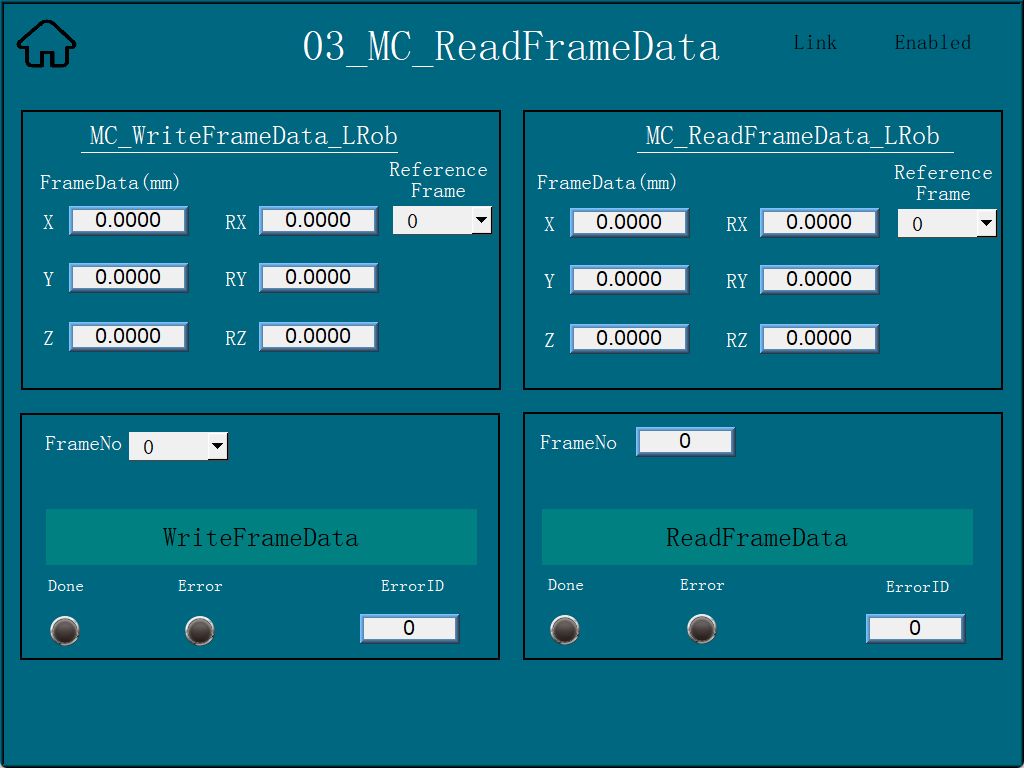 03_MC_ReadFrameData
Link Enabled
MC_WriteFrameData_LRob
FrameData(mm)
Reference
Frame
X 0.0000 RX 0.0000 0
Y 0.0000 RY 0.0000
Z 0.0000 RZ 0.0000
MC_ReadFrameData_LRob
FrameData(mm)
Reference
Frame
X 0.0000 RX 0.0000 0
Y 0.0000 RY 0.0000
Z 0.0000 RZ 0.0000
FrameNo 0
WriteFrameData
Done Error ErrorID
0
FrameNo 0
ReadFrameData
Done Error ErrorID
0